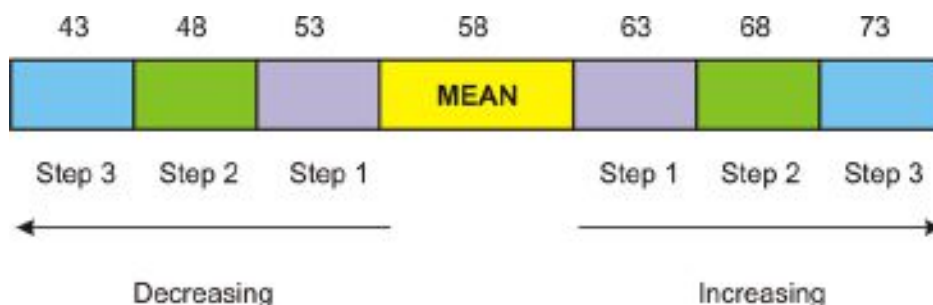 43 48 53 58 63 68 73
MEAN
Step 3 Step 2 Step 1 Step 1 Step 2 Step 3
Decreasing Increasing